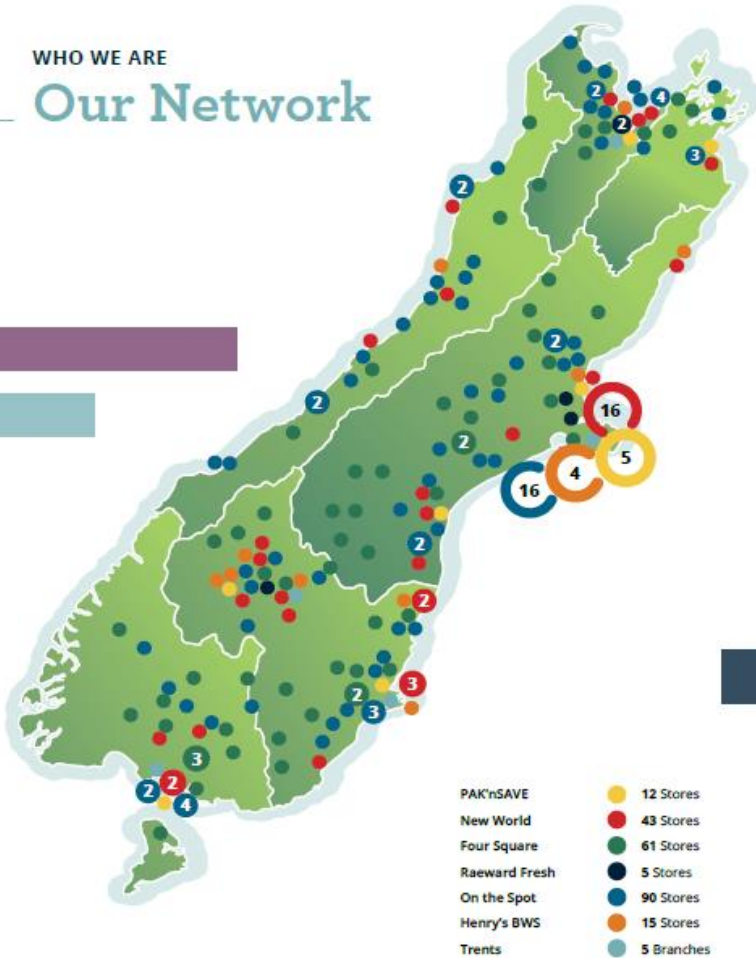 WHO WE ARE
Our Network
2
4
2
3
2
2
2
2
16
5
4
16
2
2
2
3
2
3
3
2
2
4
PAK'nSAVE 12 Stores
New World 43 Stores
Four Square 61 Stores
Raeward Fresh 5 Stores
On the Spot 90 Stores
Henry's BWS 15 Stores
Trents 5 Branches